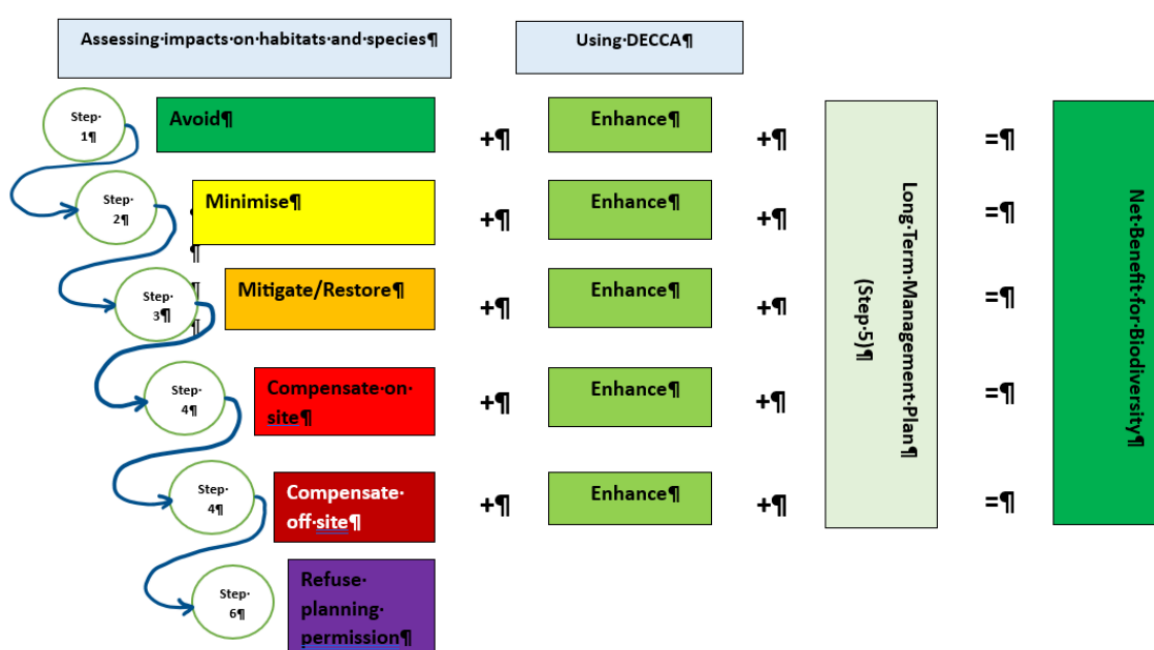 Assessing·impacts·on·habitats·and·species¶
Using·DECCA¶
Step·
1¶
Avoid¶
+¶
Enhance¶
+¶
=¶
Step·
2¶
¶
Minimise¶
+¶
Enhance¶
+¶
=¶
¶
Step·
3¶
¶
¶
Mitigate/Restore¶
+¶
Enhance¶
+¶
=¶
Step·
4¶
Compensate·on·
site¶
+¶
Enhance¶
+¶
=¶
Step·
4¶
Compensate·
off·site¶
+¶
Enhance¶
+¶
=¶
Step·
6¶
Refuse·
planning·
permission¶
Long·Term·Management·Plan¶
(Step·5)¶
Net·Benefit·for·Biodiversity¶